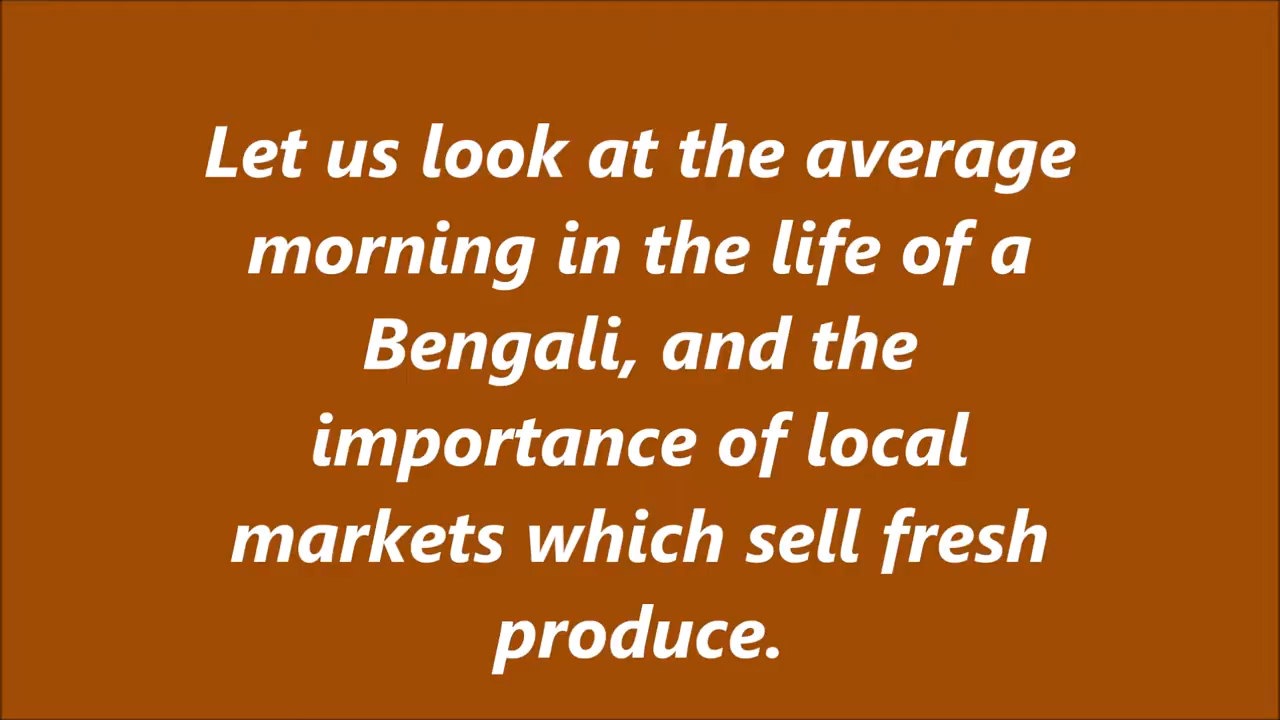 Let us look at the average
morning in the life of a
Bengali, and the
importance of local
markets which sell fresh
produce.